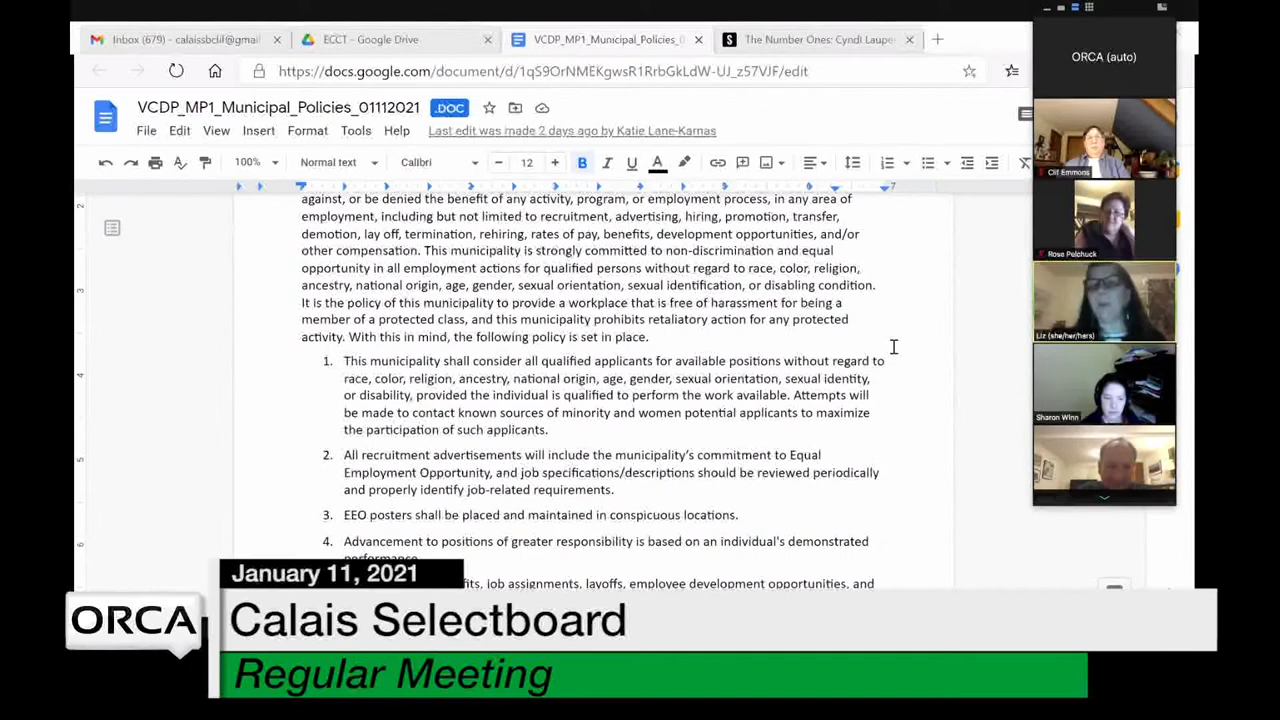 Inbox (679) - calaissbclif@gmail
ECCT - Google Drive
VCDP_MP1_Municipal_Policies_
The Number Ones: Cyndi Laupe
https://docs.google.com/document/d/1qS9OrNMEKgwsR1RrbGkLdW-UJ_z57VJF/edit
VCDP_MP1_Municipal_Policies_01112021
.DOC
File Edit View Insert Format Tools Help
Last edit was made 2 days ago by Katie Lane-Karnas
100% Normal text Calibri 12 B I U A
2 3 4 5 6 7
2
3
4
5
6
against, or be denied the benefit of any activity, program, or employment process, in any area of
employment, including but not limited to recruitment, advertising, hiring, promotion, transfer,
demotion, lay off, termination, rehiring, rates of pay, benefits, development opportunities, and/or
other compensation. This municipality is strongly committed to non-discrimination and equal
opportunity in all employment actions for qualified persons without regard to race, color, religion,
ancestry, national origin, age, gender, sexual orientation, sexual identification, or disabling condition.
It is the policy of this municipality to provide a workplace that is free of harassment for being a
member of a protected class, and this municipality prohibits retaliatory action for any protected
activity. With this in mind, the following policy is set in place.
1. This municipality shall consider all qualified applicants for available positions without regard to
race, color, religion, ancestry, national origin, age, gender, sexual orientation, sexual identity,
or disability, provided the individual is qualified to perform the work available. Attempts will
be made to contact known sources of minority and women potential applicants to maximize
the participation of such applicants.
2. All recruitment advertisements will include the municipality's commitment to Equal
Employment Opportunity, and job specifications/descriptions should be reviewed periodically
and properly identify job-related requirements.
3. EEO posters shall be placed and maintained in conspicuous locations.
4. Advancement to positions of greater responsibility is based on an individual's demonstrated
performance
job assignments, layoffs, employee development opportunities, and
ORCA (auto)
Clif Emmons
Rose Pelchuck
Liz (she/her/hers)
Sharon Winn
January 11, 2021
ORCA
Calais Selectboard
Regular Meeting